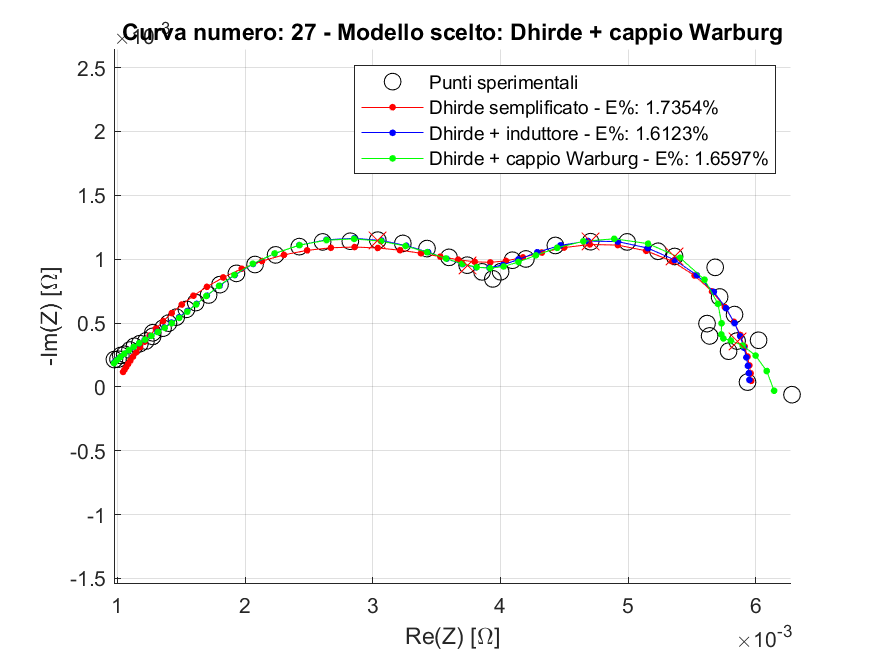 Curva numero: 27 - Modello scelto: Dhirde + cappio Warburg
×10⁻³
Punti sperimentali
Dhirde semplificato - E%: 1.7354%
Dhirde + induttore - E%: 1.6123%
Dhirde + cappio Warburg - E%: 1.6597%
2.5
2
1.5
1
0.5
0
-0.5
-1
-1.5
-Im(Z) [Ω]
1 2 3 4 5 6
Re(Z) [Ω]
×10⁻³